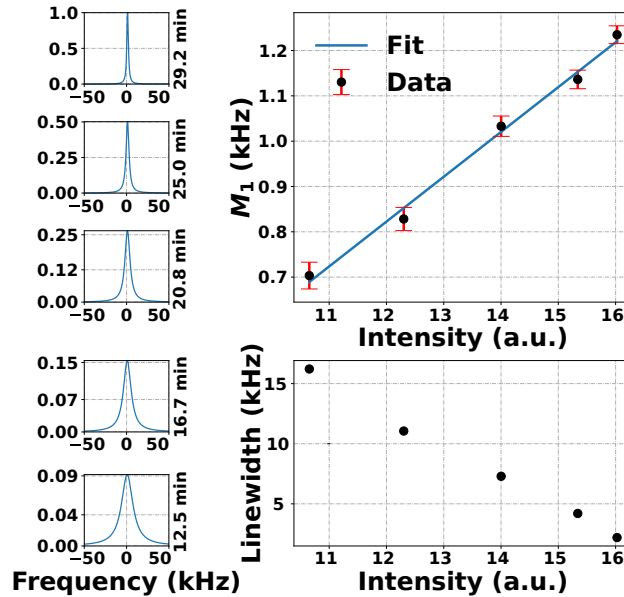 1.0
0.0
−50 0 50
29.2 min
0.50
0.25
0.00
−50 0 50
25.0 min
0.25
0.15
0.00
−50 0 50
20.8 min
0.15
0.07
0.00
−50 0 50
16.7 min
0.09
0.04
0.00
−50 0 50
12.5 min
Frequency (kHz)
Fit
Data
1.2
1.1
1.0
0.9
0.8
0.7
M1 (kHz)
11 12 13 14 15 16
Intensity (a.u.)
15
10
5
Linewidth (kHz)
11 12 13 14 15 16
Intensity (a.u.)